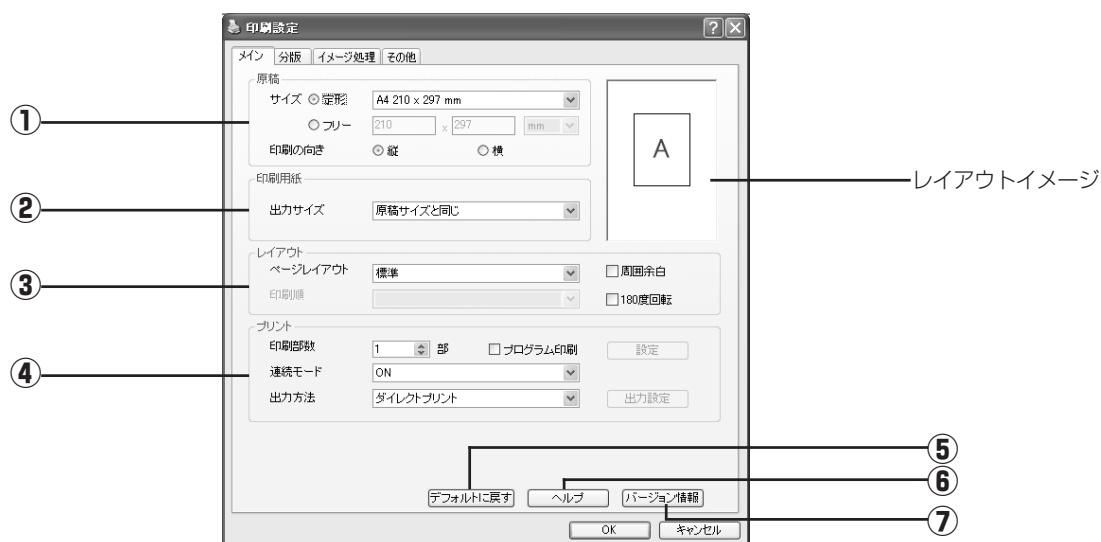 印刷設定
メイン 分版 イメージ処理 その他
原稿
① サイズ 定形 A4 210 x 297 mm
フリー 210 x 297 mm
印刷の向き 縦 横
A
レイアウトイメージ
印刷用紙
② 出力サイズ 原稿サイズと同じ
レイアウト
③ ページレイアウト 標準 周囲余白
印刷順 180度回転
プリント
印刷部数 1 部 プログラム印刷 設定
④ 連続モード ON
出力方法 ダイレクトプリント 出力設定
⑤
⑥
デフォルトに戻す ヘルプ バージョン情報
⑦
OK キャンセル